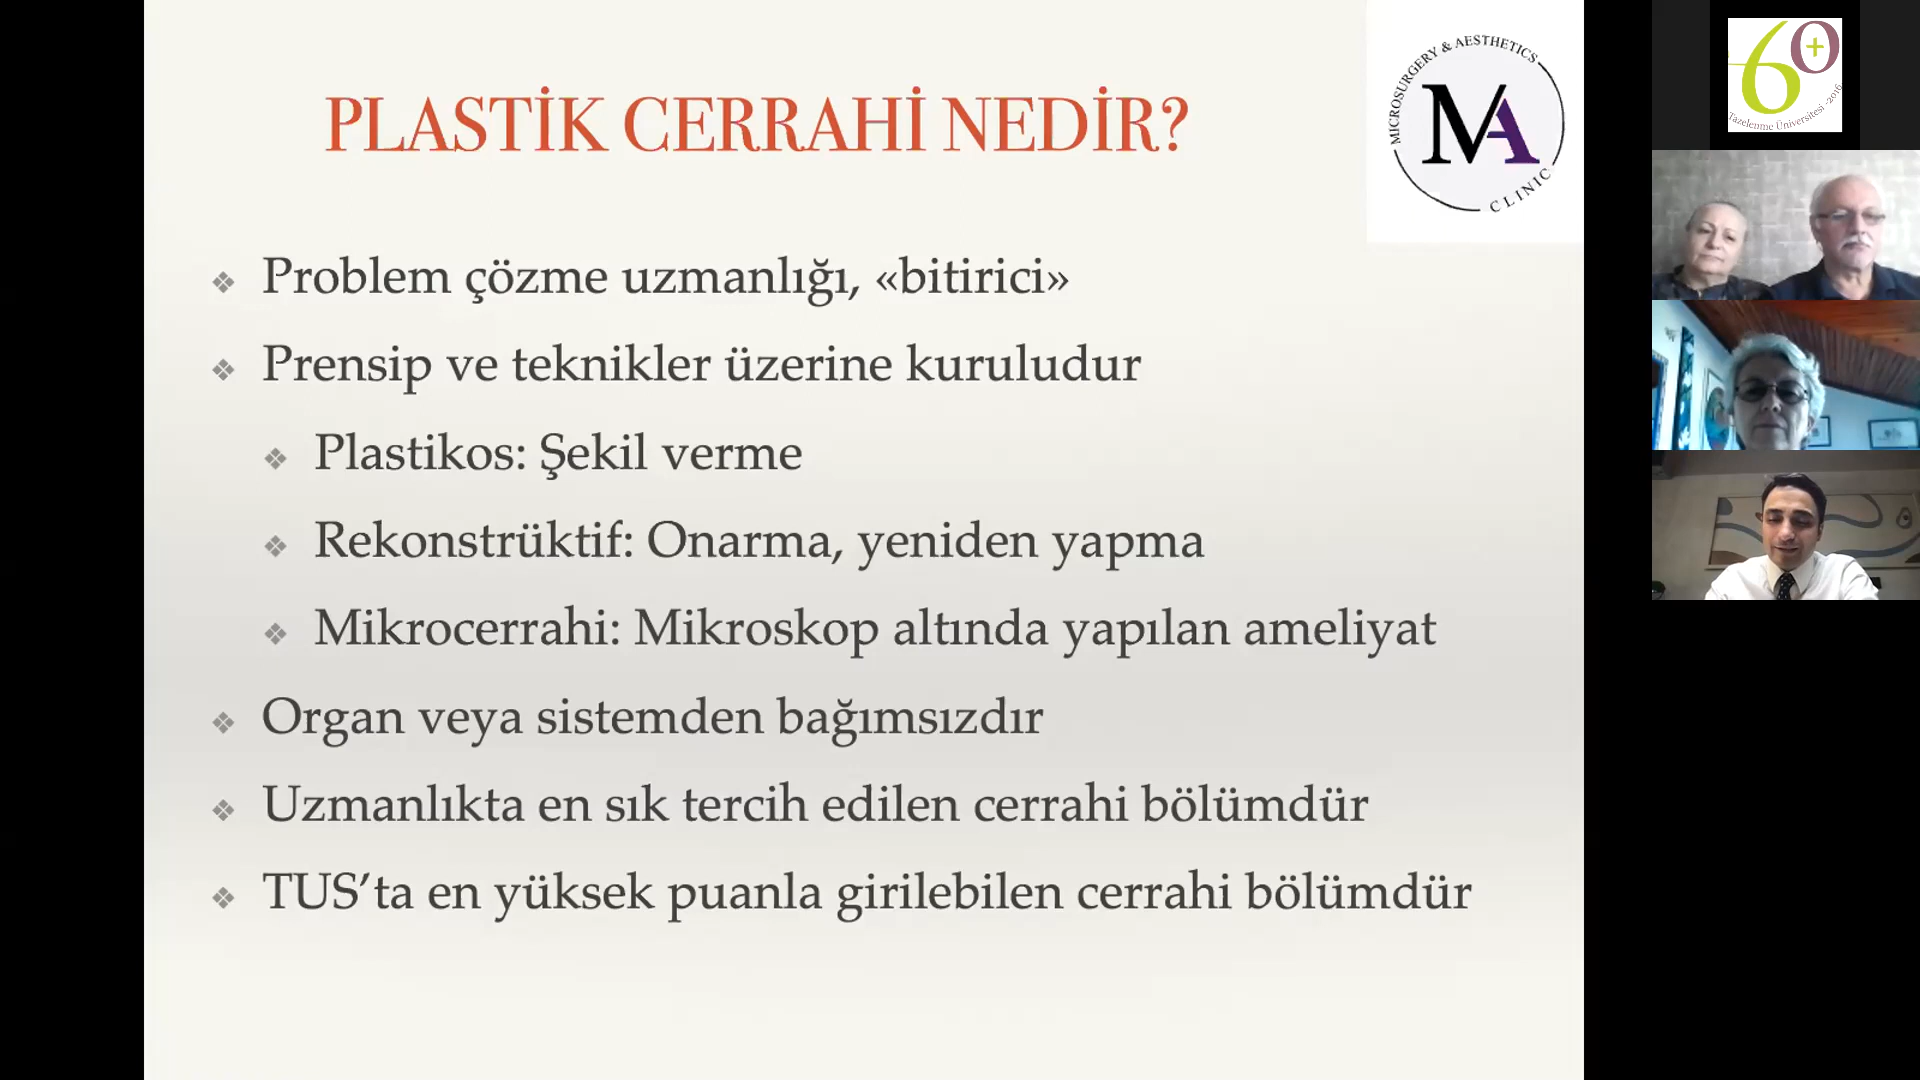 PLASTİK CERRAHİ NEDİR?
MICROSURGERY & AESTHETICS
MA
CLINIC
Problem çözme uzmanlığı, «bitirici»
Prensip ve teknikler üzerine kuruludur
Plastikos: Şekil verme
Rekonstrüktif: Onarma, yeniden yapma
Mikrocerrahi: Mikroskop altında yapılan ameliyat
Organ veya sistemden bağımsızdır
Uzmanlıkta en sık tercih edilen cerrahi bölümdür
TUS’ta en yüksek puanla girilebilen cerrahi bölümdür
60+
Tazelenme Üniversitesi -2016